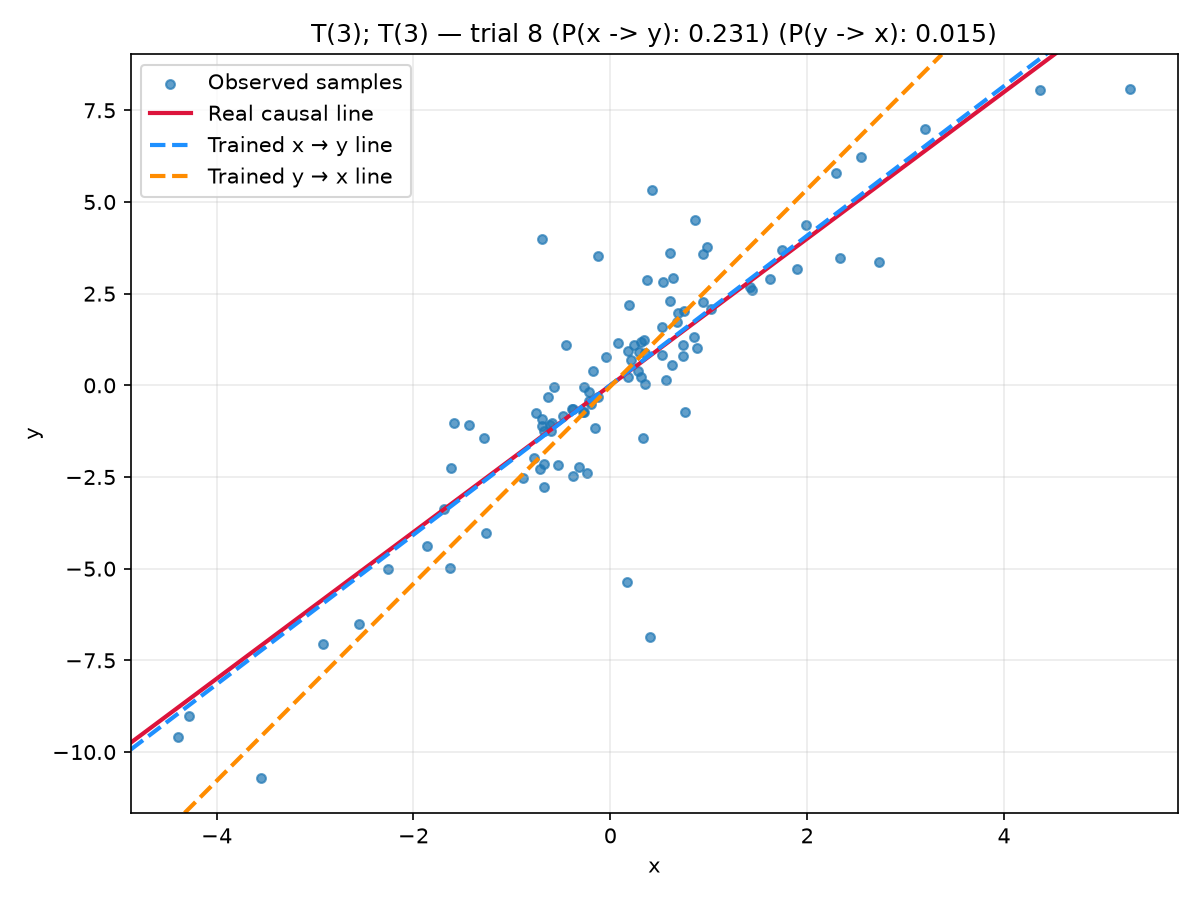 T(3); T(3) — trial 8 (P(x -> y): 0.231) (P(y -> x): 0.015)
Observed samples
Real causal line
Trained x → y line
Trained y → x line
7.5
5.0
2.5
0.0
−2.5
−5.0
−7.5
−10.0
y
−4
−2
0
2
4
x